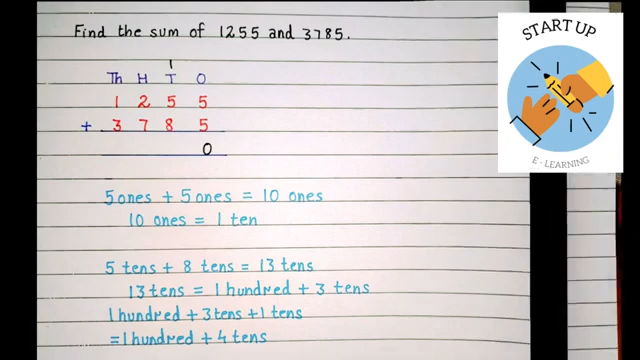 Find the sum of 1255 and 3785.
1
Th H T O
1 2 5 5
+ 3 7 8 5
0
5 ones + 5 ones = 10 ones
10 ones = 1 ten
5 tens + 8 tens = 13 tens
13 tens = 1 hundred + 3 tens
1 hundred + 3 tens + 1 tens
= 1 hundred + 4 tens
START UP
E - LEARNING